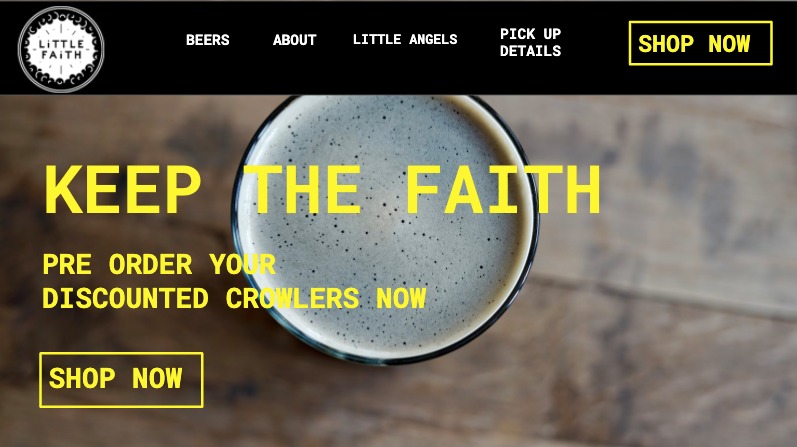 LiTTLE
FAiTH
BEERS
ABOUT
LITTLE ANGELS
PICK UP
DETAILS
SHOP NOW
KEEP THE FAITH
PRE ORDER YOUR
DISCOUNTED CROWLERS NOW
SHOP NOW